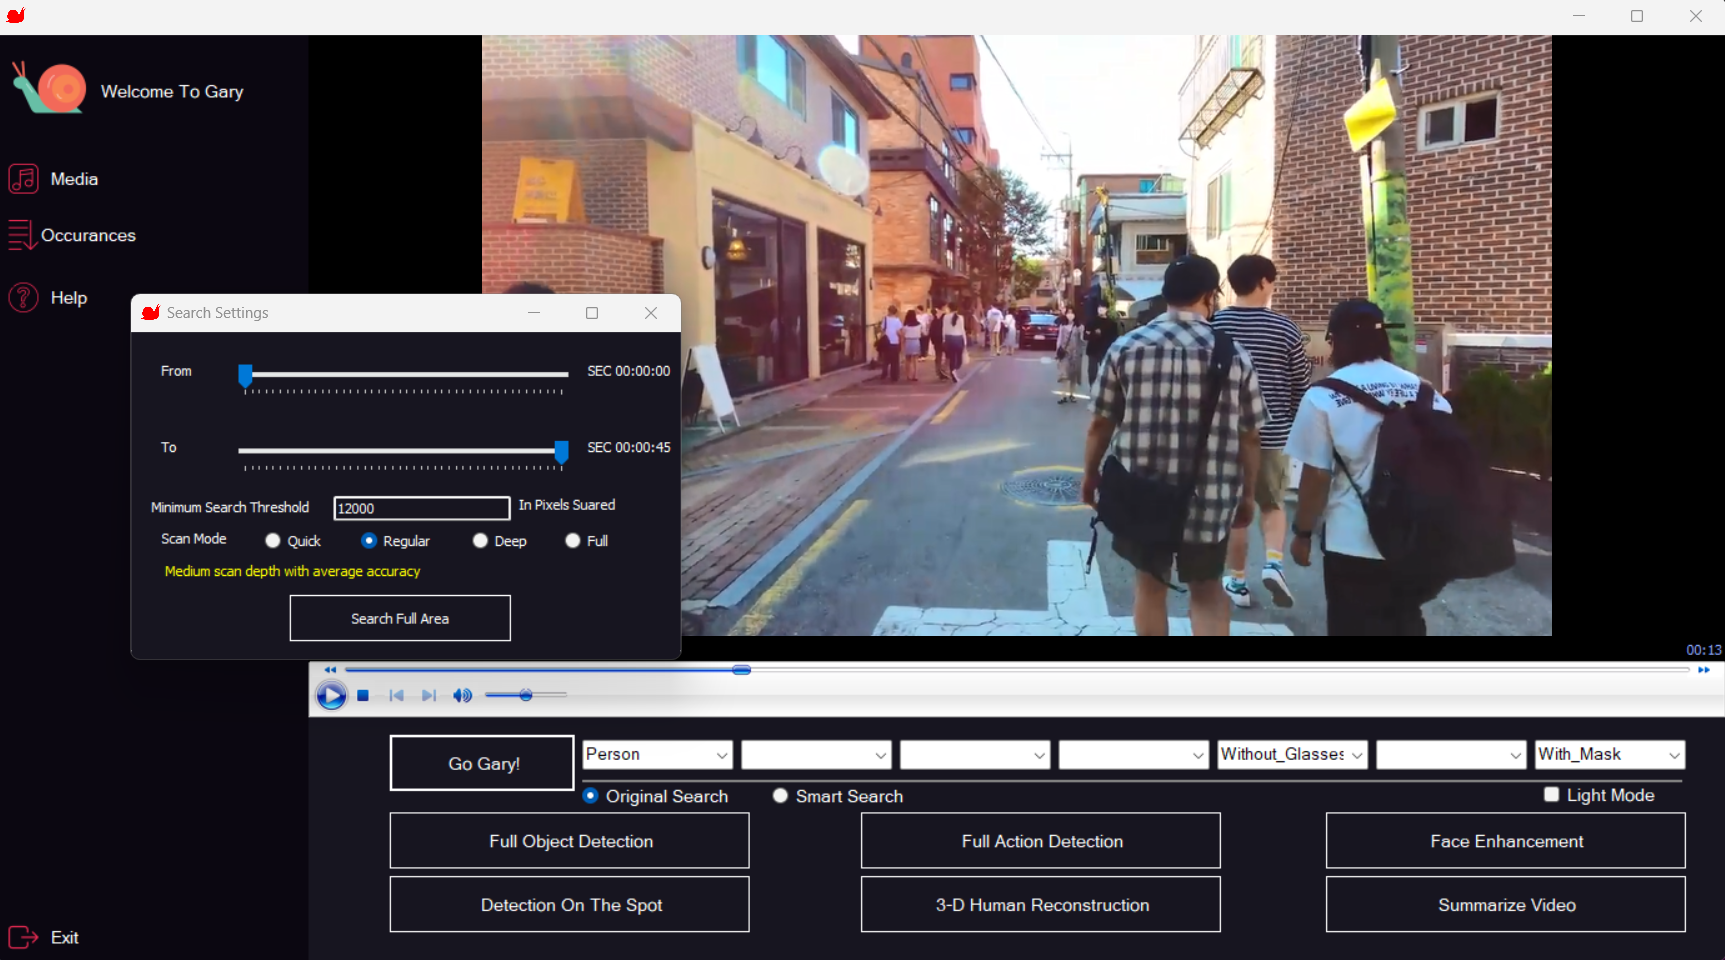 Welcome To Gary
Media
Occurances
Help
Search Settings
From
SEC 00:00:00
To
SEC 00:00:45
Minimum Search Threshold
12000
In Pixels Suared
Scan Mode
Quick
Regular
Deep
Full
Medium scan depth with average accuracy
Search Full Area
00:13
Go Gary!
Person
Without_Glasses
With_Mask
Original Search
Smart Search
Light Mode
Full Object Detection
Full Action Detection
Face Enhancement
Detection On The Spot
3-D Human Reconstruction
Summarize Video
Exit